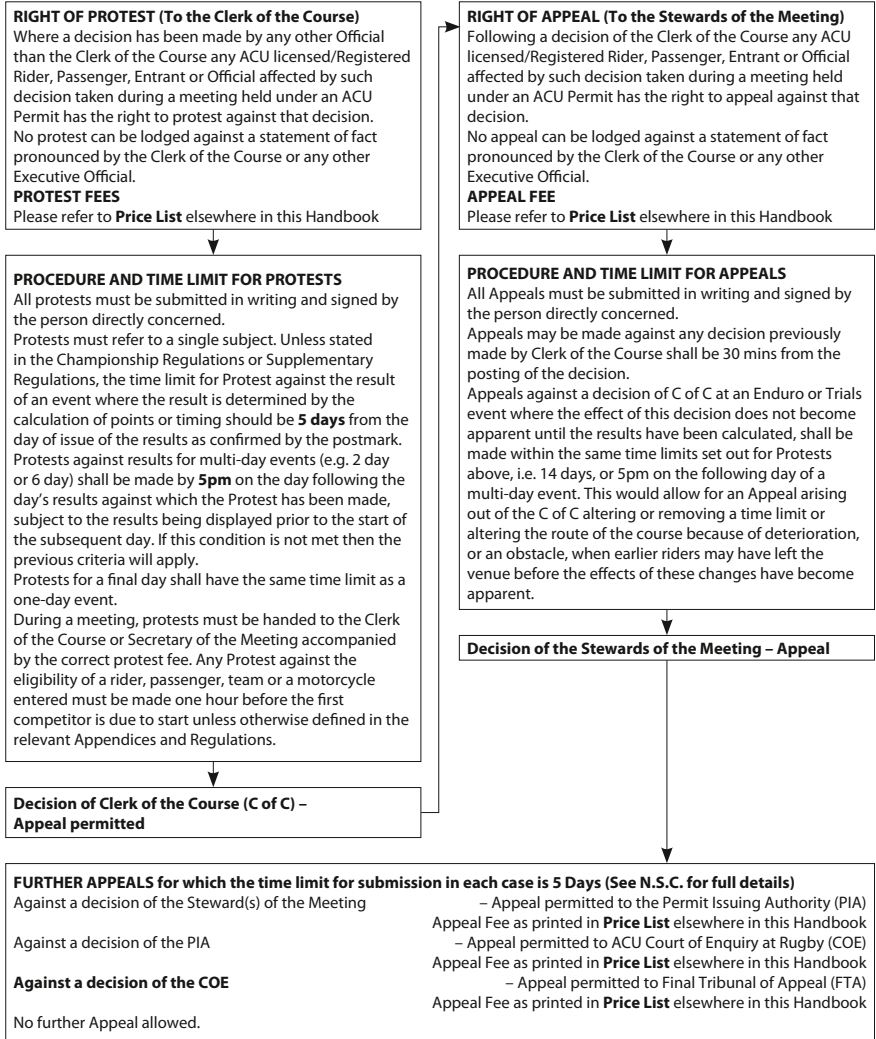 RIGHT OF PROTEST (To the Clerk of the Course)
Where a decision has been made by any other Official
than the Clerk of the Course any ACU licensed/Registered
Rider, Passenger, Entrant or Official affected by such
decision taken during a meeting held under an ACU
Permit has the right to protest against that decision.
No protest can be lodged against a statement of fact
pronounced by the Clerk of the Course or any other
Executive Official.
PROTEST FEES
Please refer to Price List elsewhere in this Handbook
PROCEDURE AND TIME LIMIT FOR PROTESTS
All protests must be submitted in writing and signed by
the person directly concerned.
Protests must refer to a single subject. Unless stated
in the Championship Regulations or Supplementary
Regulations, the time limit for Protest against the result
of an event where the result is determined by the
calculation of points or timing should be 5 days from the
day of issue of the results as confirmed by the postmark.
Protests against results for multi-day events (e.g. 2 day
or 6 day) shall be made by 5pm on the day following the
day's results against which the Protest has been made,
subject to the results being displayed prior to the start of
the subsequent day. If this condition is not met then the
previous criteria will apply.
Protests for a final day shall have the same time limit as a
one-day event.
During a meeting, protests must be handed to the Clerk
of the Course or Secretary of the Meeting accompanied
by the correct protest fee. Any Protest against the
eligibility of a rider, passenger, team or a motorcycle
entered must be made one hour before the first
competitor is due to start unless otherwise defined in the
relevant Appendices and Regulations.
Decision of Clerk of the Course (C of C) –
Appeal permitted
RIGHT OF APPEAL (To the Stewards of the Meeting)
Following a decision of the Clerk of the Course any ACU
licensed/Registered Rider, Passenger, Entrant or Official
affected by such decision taken during a meeting held
under an ACU Permit has the right to appeal against that
decision.
No appeal can be lodged against a statement of fact
pronounced by the Clerk of the Course or any other
Executive Official.
APPEAL FEE
Please refer to Price List elsewhere in this Handbook
PROCEDURE AND TIME LIMIT FOR APPEALS
All Appeals must be submitted in writing and signed by
the person directly concerned.
Appeals may be made against any decision previously
made by Clerk of the Course shall be 30 mins from the
posting of the decision.
Appeals against a decision of C of C at an Enduro or Trials
event where the effect of this decision does not become
apparent until the results have been calculated, shall be
made within the same time limits set out for Protests
above, i.e. 14 days, or 5pm on the following day of a
multi-day event. This would allow for an Appeal arising
out of the C of C altering or removing a time limit or
altering the route of the course because of deterioration,
or an obstacle, when earlier riders may have left the
venue before the effects of these changes have become
apparent.
Decision of the Stewards of the Meeting – Appeal
FURTHER APPEALS for which the time limit for submission in each case is 5 Days (See N.S.C. for full details)
Against a decision of the Steward(s) of the Meeting – Appeal permitted to the Permit Issuing Authority (PIA)
Appeal Fee as printed in Price List elsewhere in this Handbook
Against a decision of the PIA – Appeal permitted to ACU Court of Enquiry at Rugby (COE)
Appeal Fee as printed in Price List elsewhere in this Handbook
Against a decision of the COE – Appeal permitted to Final Tribunal of Appeal (FTA)
Appeal Fee as printed in Price List elsewhere in this Handbook
No further Appeal allowed.